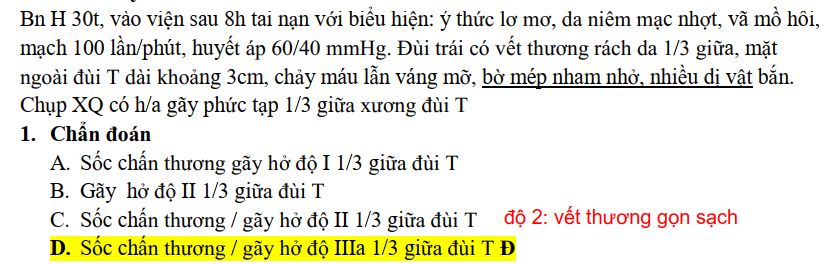 Bn H 30t, vào viện sau 8h tai nạn với biểu hiện: ý thức lơ mơ, da niêm mạc nhợt, vã mồ hôi,
mạch 100 lần/phút, huyết áp 60/40 mmHg. Đùi trái có vết thương rách da 1/3 giữa, mặt
ngoài đùi T dài khoảng 3cm, chảy máu lẫn váng mỡ, bờ mép nham nhở, nhiều dị vật bắn.
Chụp XQ có h/a gãy phức tạp 1/3 giữa xương đùi T
1. Chẩn đoán
A. Sốc chấn thương gãy hở độ I 1/3 giữa đùi T
B. Gãy hở độ II 1/3 giữa đùi T
C. Sốc chấn thương / gãy hở độ II 1/3 giữa đùi T độ 2: vết thương gọn sạch
D. Sốc chấn thương / gãy hở độ IIIa 1/3 giữa đùi T Đ